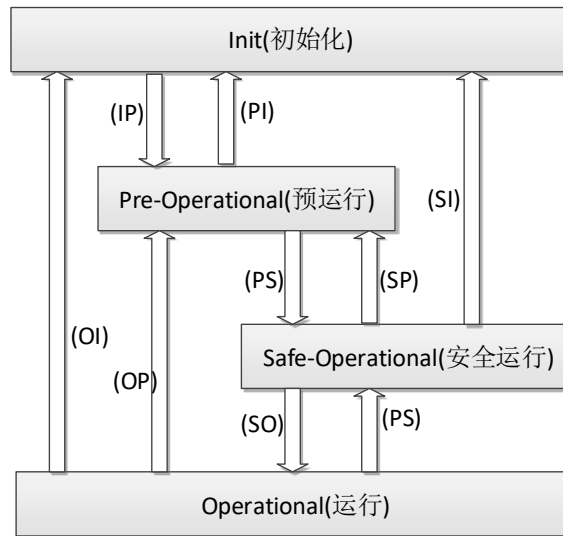 Init(初始化)
(IP)
(PI)
Pre-Operational(预运行)
(SI)
(PS)
(SP)
(OI)
Safe-Operational(安全运行)
(OP)
(SO)
(PS)
Operational(运行)